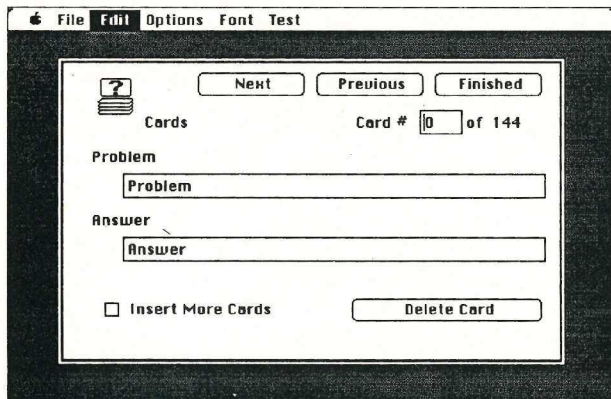 File Edit Options Font Test
?
Next Previous Finished
Cards Card # 0 of 144
Problem
Problem
Answer
Answer
Insert More Cards Delete Card